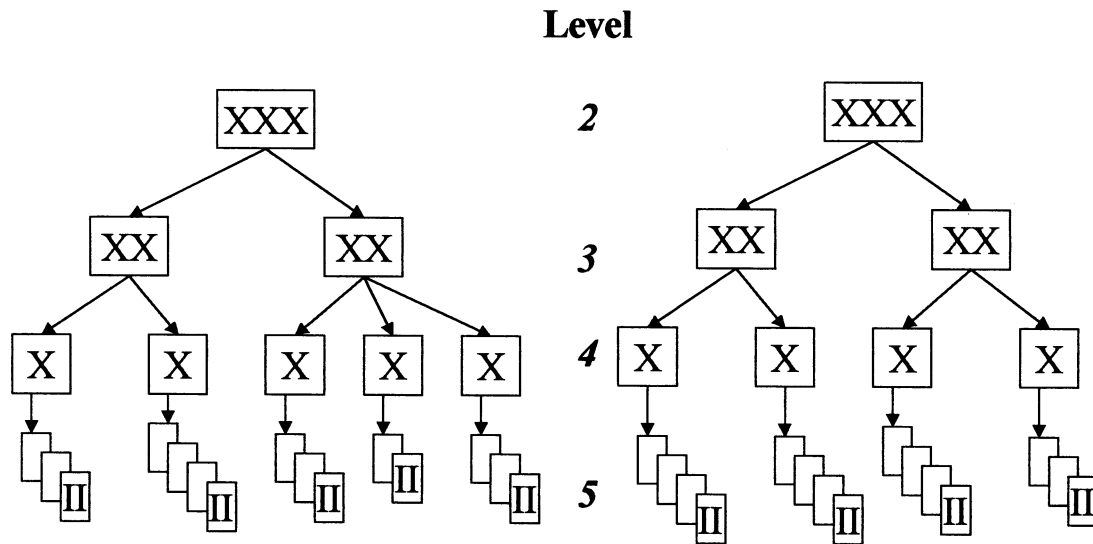 Level
XXX 2 XXX
XX XX 3 XX XX
X X X X X 4 X X X X
II II II II II 5 II II II II